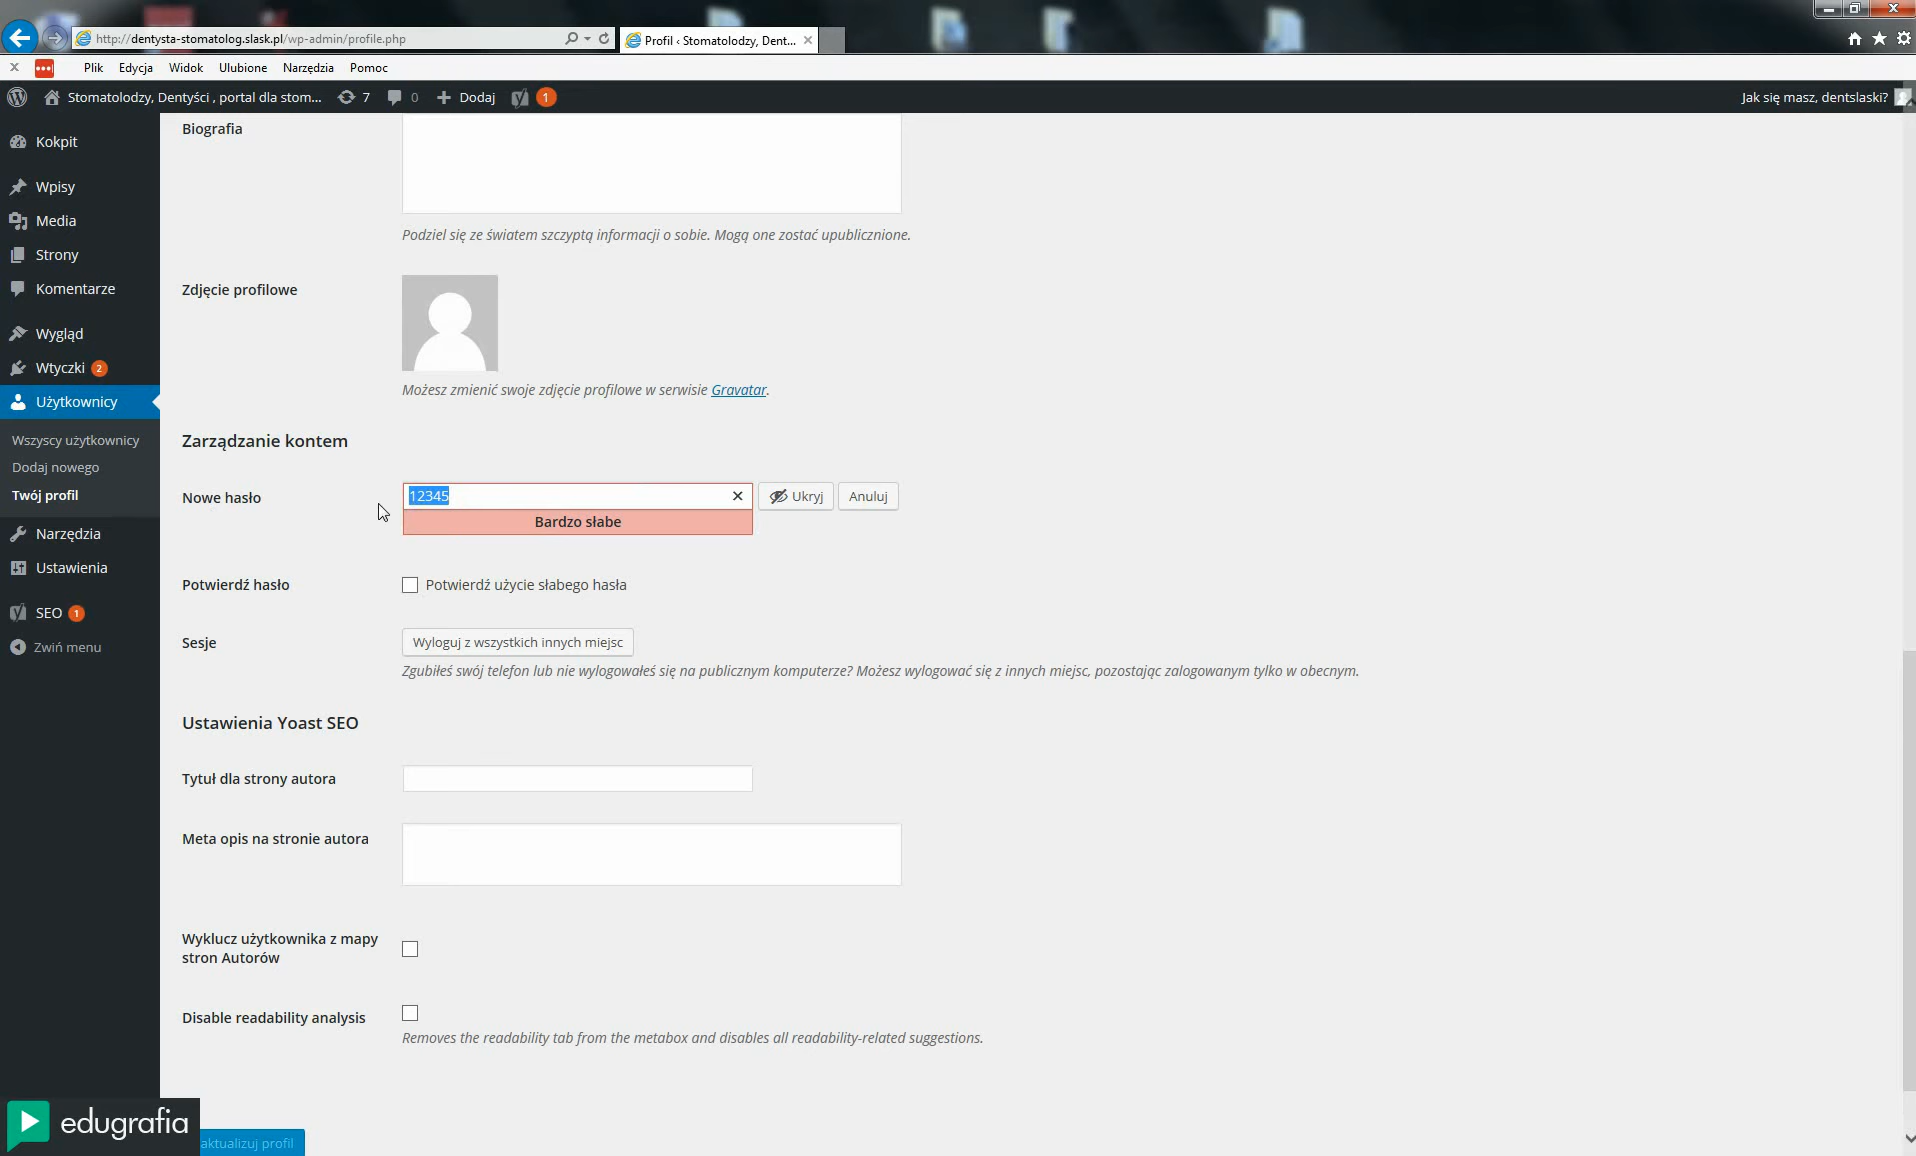 http://dentysta-stomatolog.slask.pl/wp-admin/profile.php
Profil ‹ Stomatolodzy, Dent...
Plik Edycja Widok Ulubione Narzędzia Pomoc
Stomatolodzy, Dentyści , portal dla stom... 7 0 Dodaj 1 Jak się masz, dentslaski?
Kokpit
Wpisy
Media
Strony
Komentarze
Wygląd
Wtyczki 2
Użytkownicy
Wszyscy użytkownicy
Dodaj nowego
Twój profil
Narzędzia
Ustawienia
SEO 1
Zwiń menu
Biografia
Podziel się ze światem szczyptą informacji o sobie. Mogą one zostać upublicznione.
Zdjęcie profilowe
Możesz zmienić swoje zdjęcie profilowe w serwisie Gravatar.
Zarządzanie kontem
Nowe hasło 12345 Ukryj Anuluj
Bardzo słabe
Potwierdź hasło Potwierdź użycie słabego hasła
Sesje Wyloguj z wszystkich innych miejsc
Zgubiłeś swój telefon lub nie wylogowałeś się na publicznym komputerze? Możesz wylogować się z innych miejsc, pozostając zalogowanym tylko w obecnym.
Ustawienia Yoast SEO
Tytuł dla strony autora
Meta opis na stronie autora
Wyklucz użytkownika z mapy
stron Autorów
Disable readability analysis
Removes the readability tab from the metabox and disables all readability-related suggestions.
edugrafia
aktualizuj profil